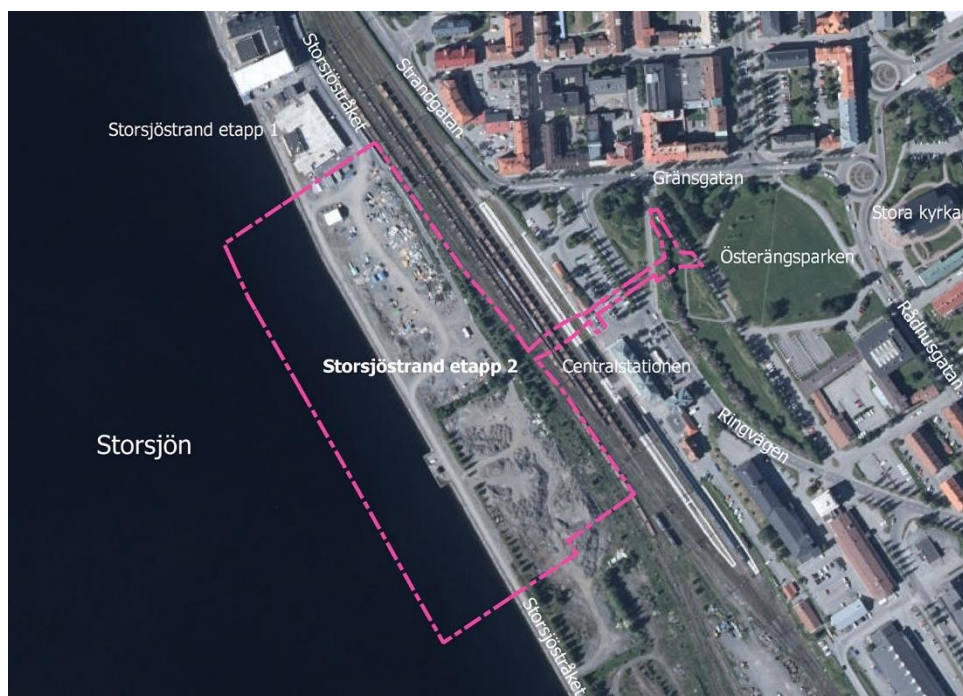 Storsjöstråket
Strandgatan
Storsjöstrand etapp 1
Gränsgatan
Stora kyrkan
Österängsparken
Rådhusgatan
Storsjöstrand etapp 2
Centralstationen
Ringvägen
Storsjön
Storsjöstråket